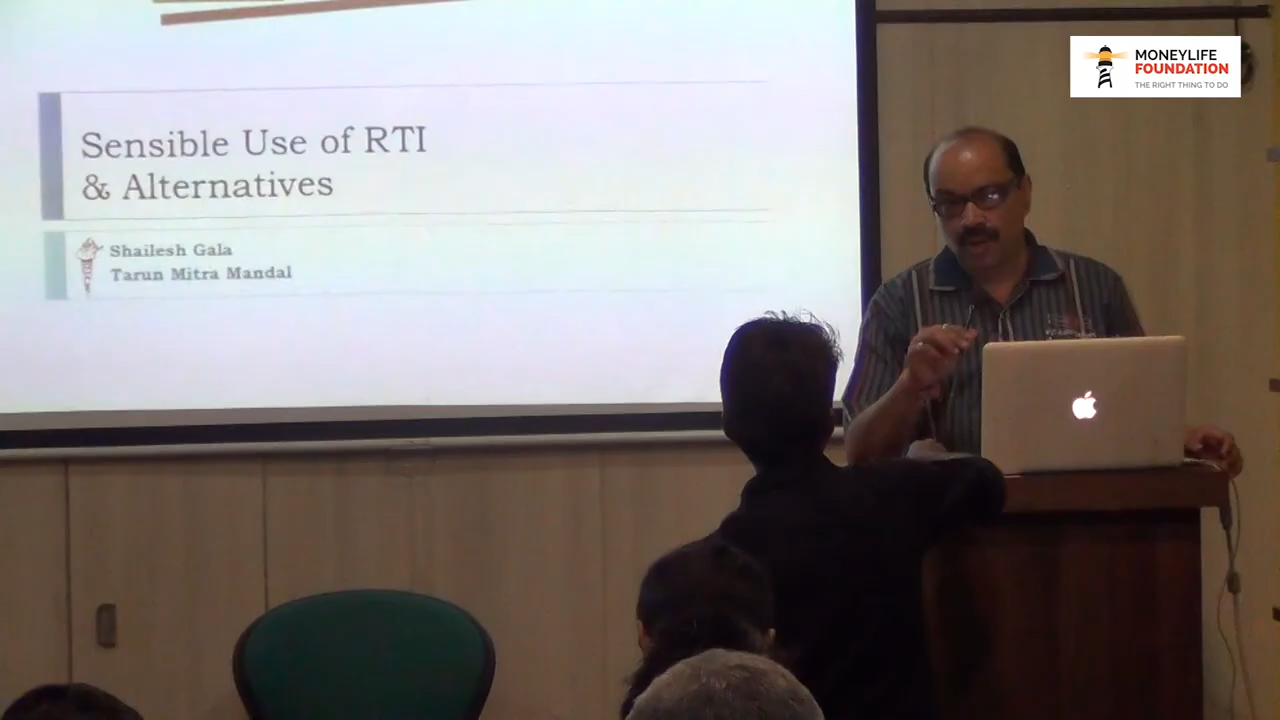 Sensible Use of RTI
& Alternatives
Shailesh Gala
Tarun Mitra Mandal
MONEYLIFE
FOUNDATION
THE RIGHT THING TO DO